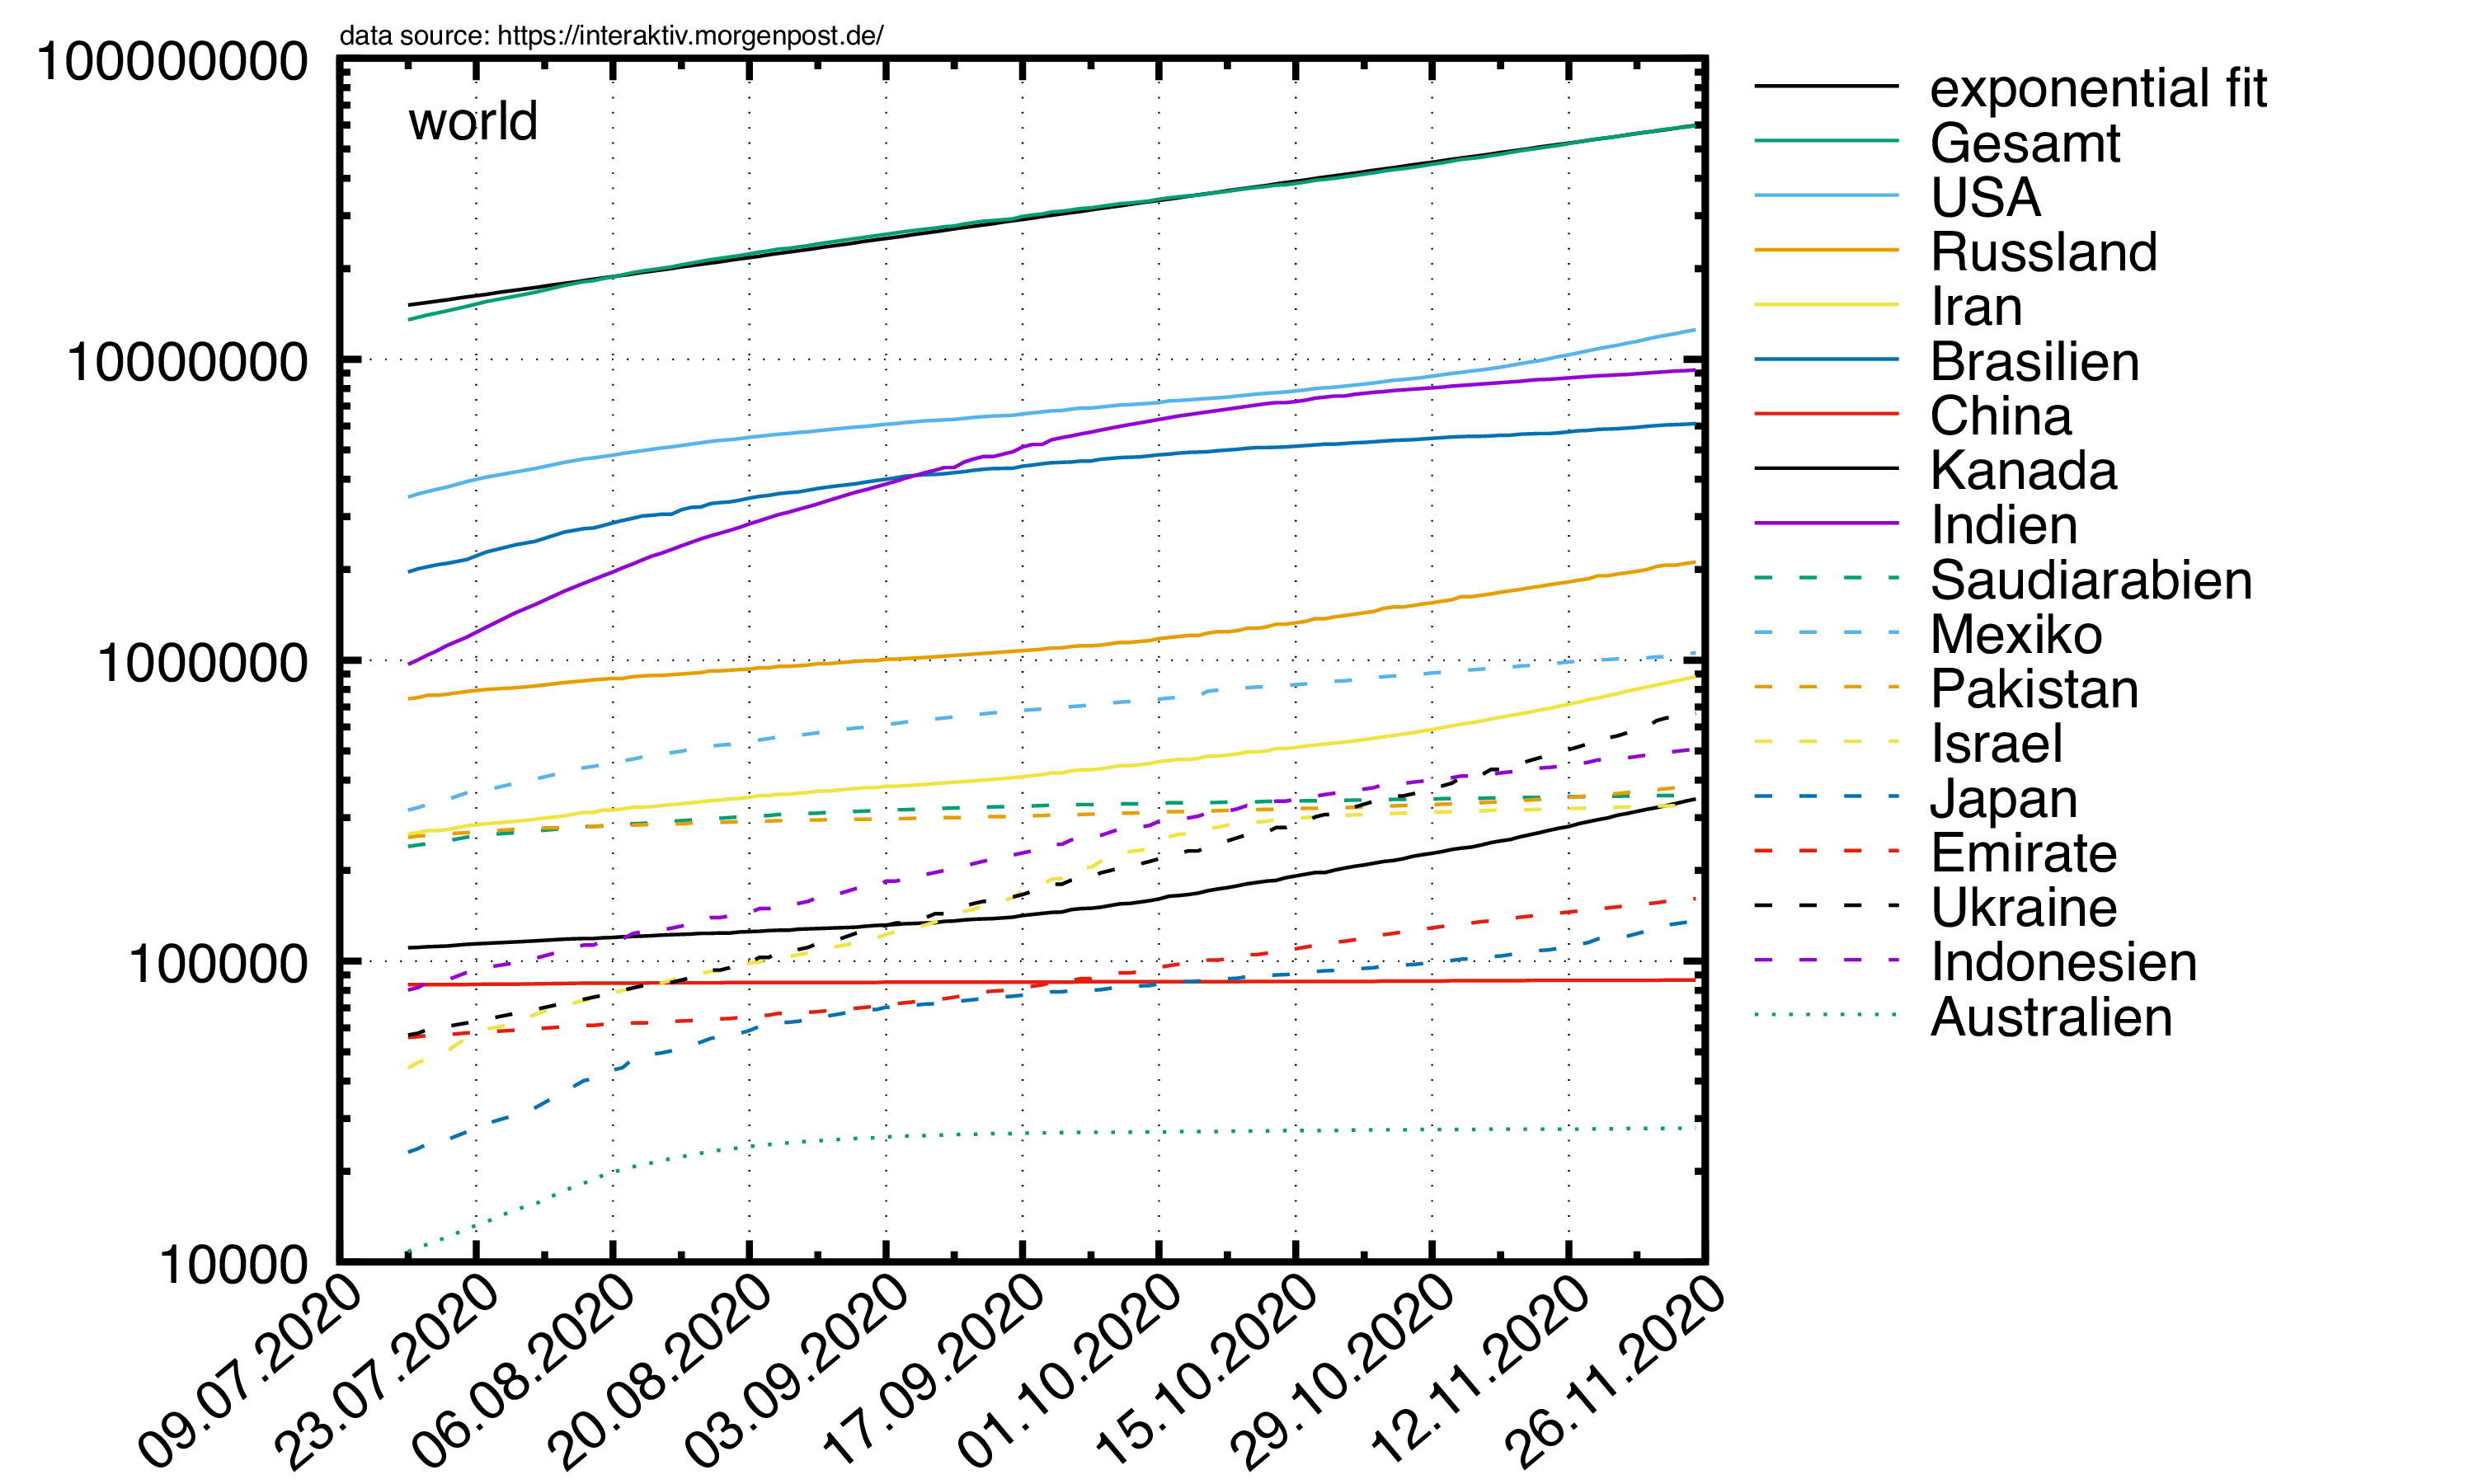 data source: https://interaktiv.morgenpost.de/
world
100000000
10000000
1000000
100000
10000
09.07.2020
23.07.2020
06.08.2020
20.08.2020
03.09.2020
17.09.2020
01.10.2020
15.10.2020
29.10.2020
12.11.2020
26.11.2020
exponential fit
Gesamt
USA
Russland
Iran
Brasilien
China
Kanada
Indien
Saudiarabien
Mexiko
Pakistan
Israel
Japan
Emirate
Ukraine
Indonesien
Australien